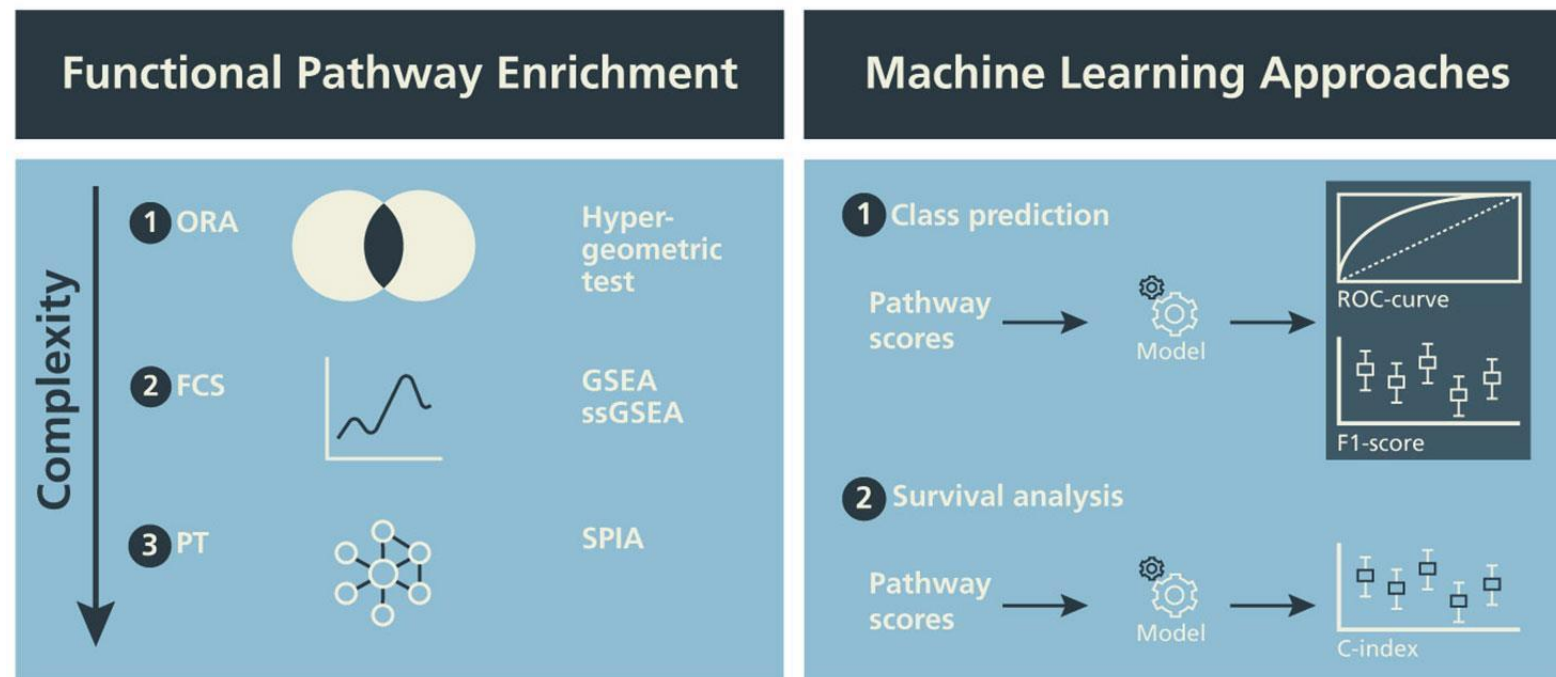 Functional Pathway Enrichment
Complexity
1 ORA
Hyper-
geometric
test
2 FCS
GSEA
ssGSEA
3 PT
SPIA
Machine Learning Approaches
1 Class prediction
Pathway
scores
Model
ROC-curve
F1-score
2 Survival analysis
Pathway
scores
Model
C-index